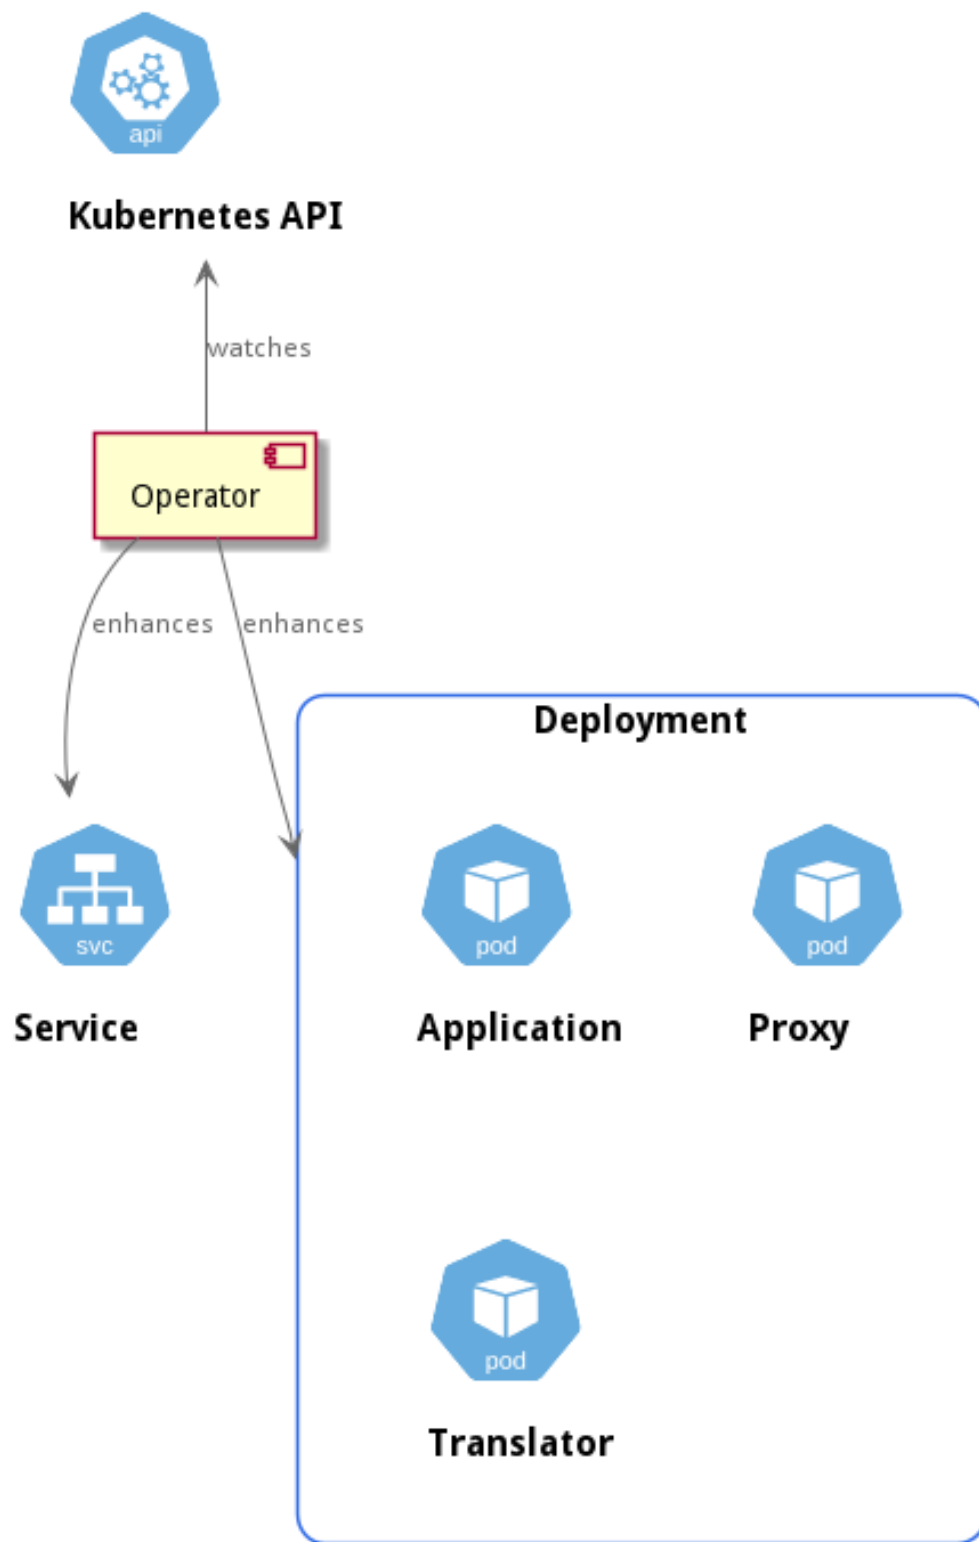 api
Kubernetes API
watches
Operator
enhances
enhances
Deployment
svc
pod
pod
Service
Application
Proxy
pod
Translator